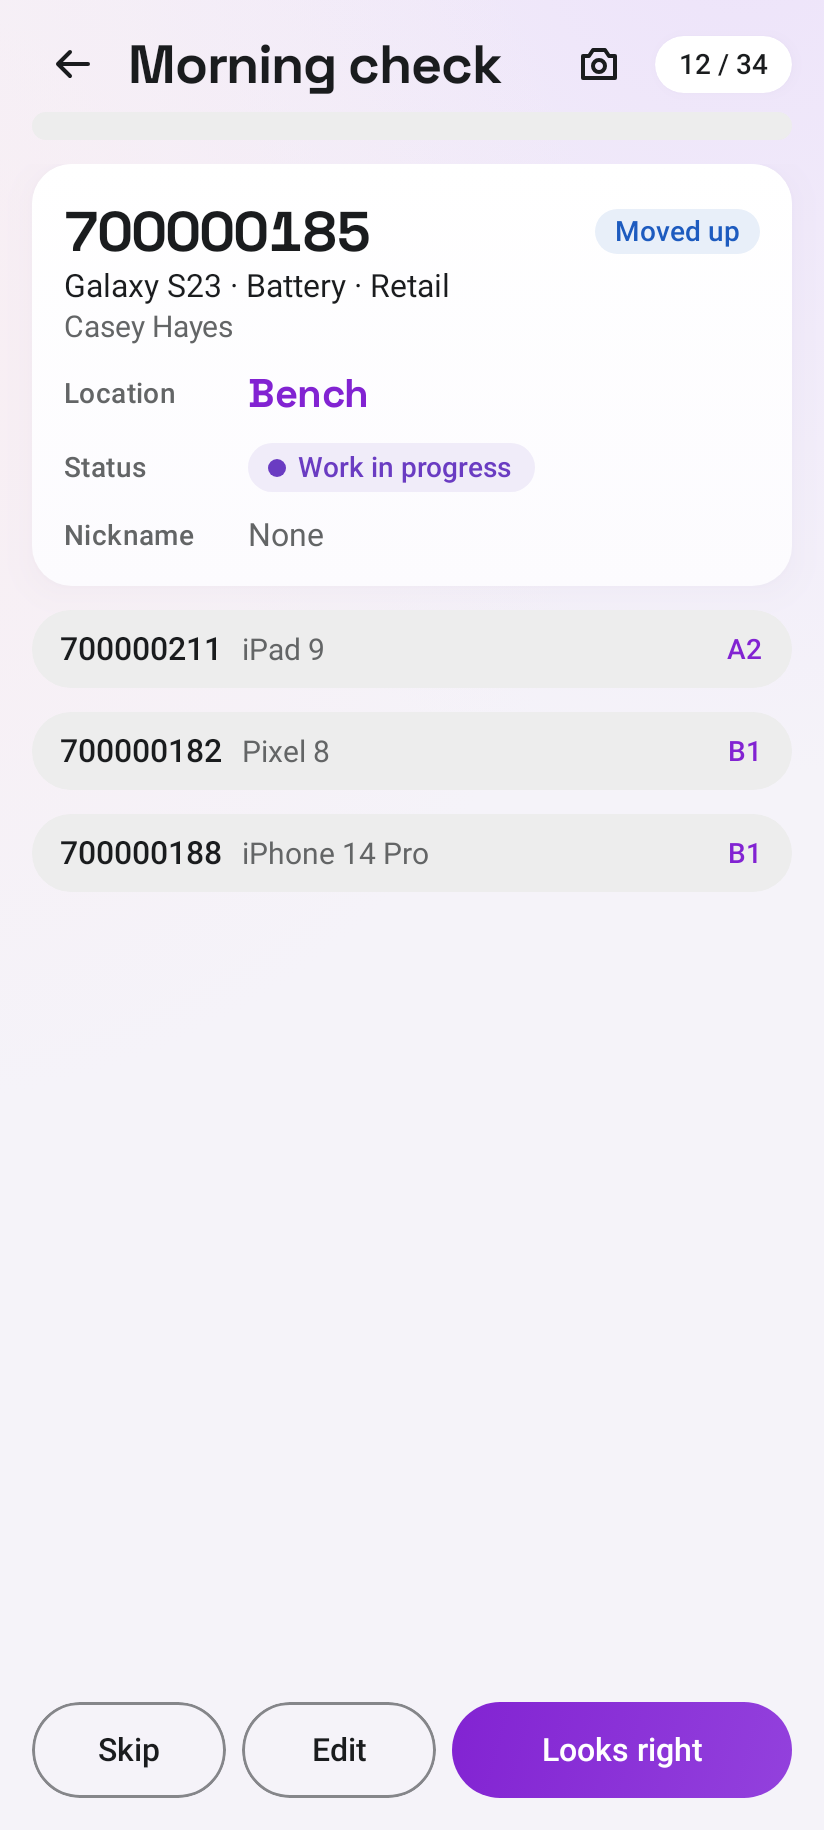 Morning check
12 / 34
700000185
Moved up
Galaxy S23 · Battery · Retail
Casey Hayes
Location Bench
Status Work in progress
Nickname None
700000211 iPad 9 A2
700000182 Pixel 8 B1
700000188 iPhone 14 Pro B1
Skip Edit Looks right